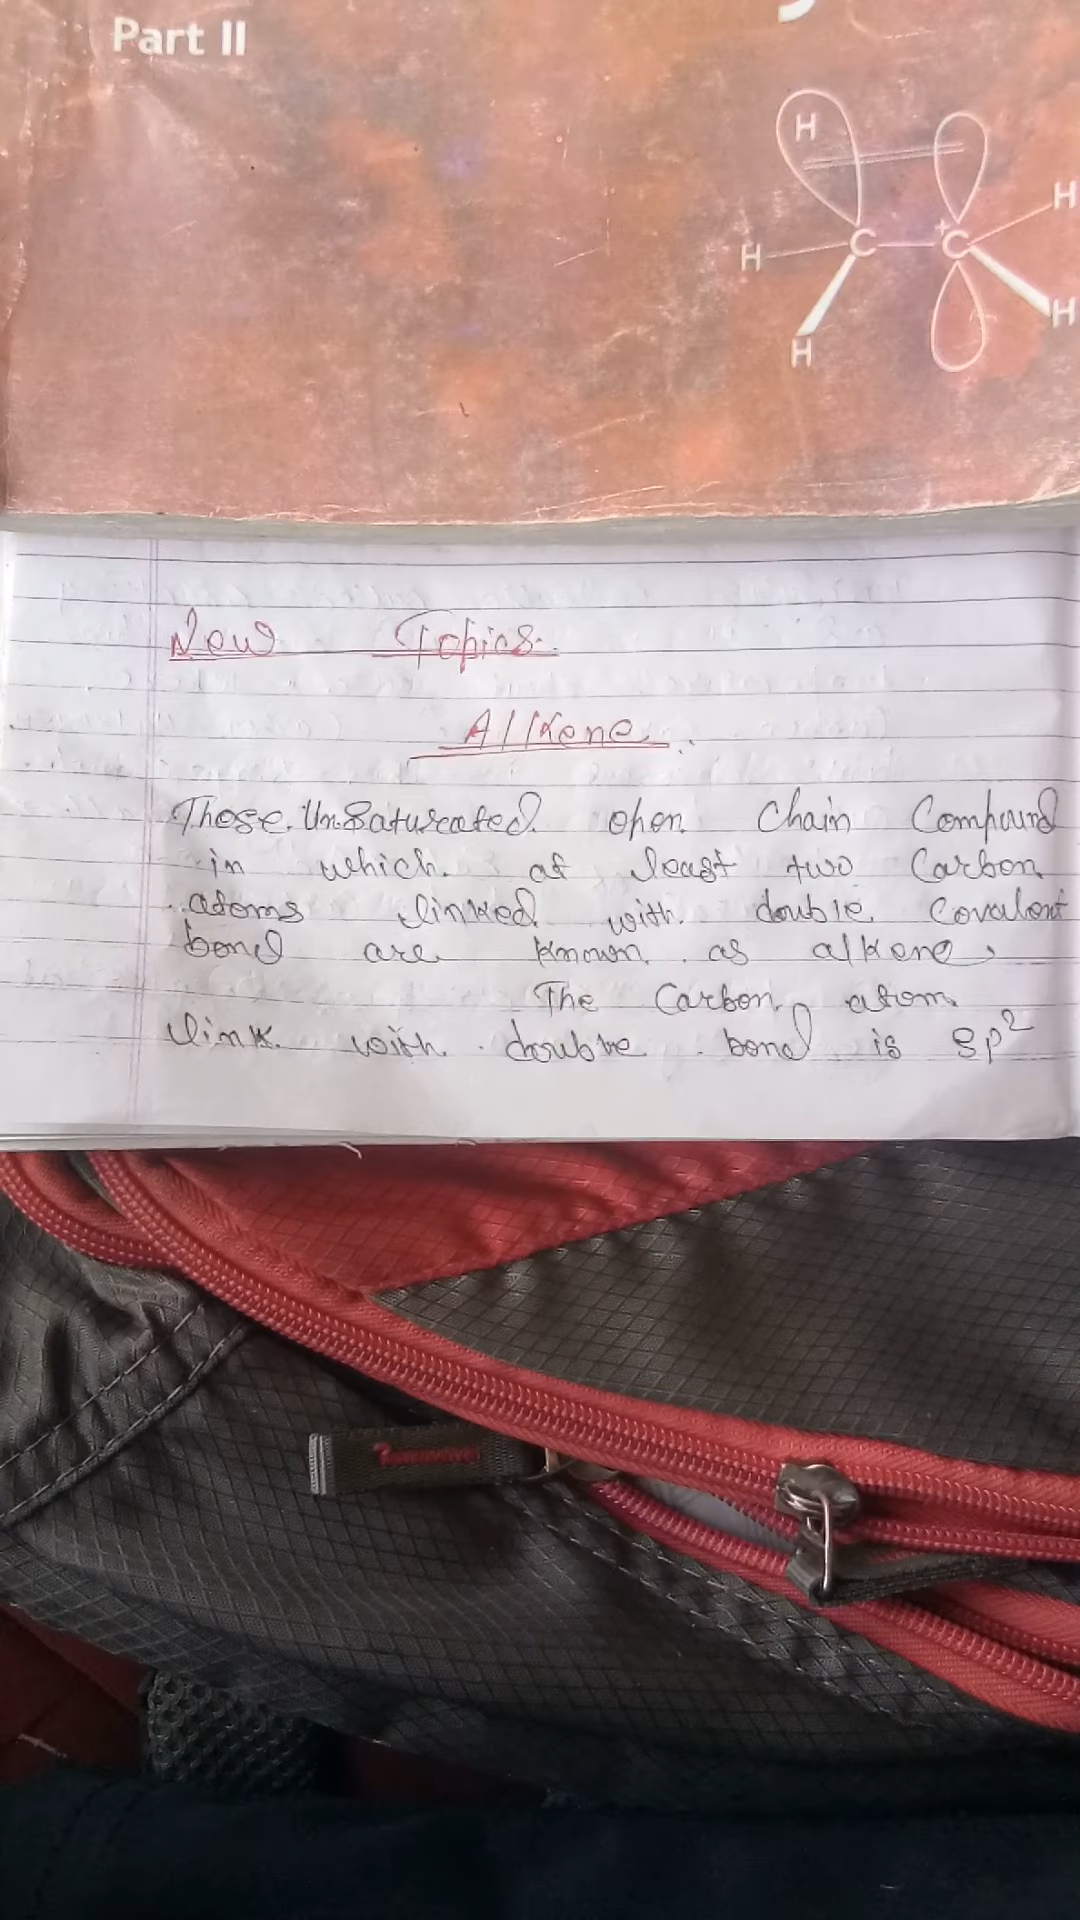 Part II
H
H
H
C
+
C
H
H
New Topics.
Alkene
Those Unsaturated open Chain Compound
in which at least two Carbon
atoms linked with double Covalent
bond are known as alkene,
The Carbon atom
link with double bond is sp²